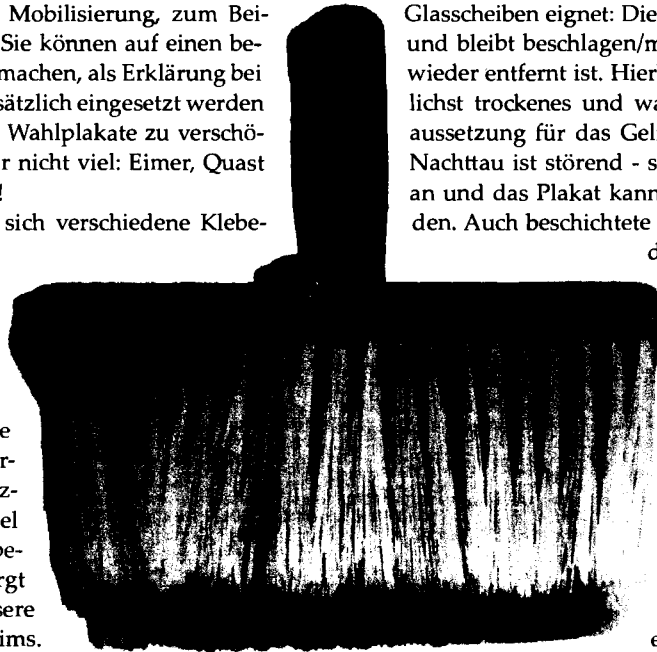 Mobilisierung, zum Bei-
Sie können auf einen be-
machen, als Erklärung bei
sätzlich eingesetzt werden
Wahlplakate zu verschö-
r nicht viel: Eimer, Quast
!
sich verschiedene Klebe-
e
r-
z-
el
be-
rgt
sere
ims.
Glasscheiben eignet: Die
und bleibt beschlagen/m
wieder entfernt ist. Hier
lichst trockenes und wa
aussetzung für das Gel
Nachttau ist störend - s
an und das Plakat kann
den. Auch beschichtete
d
e